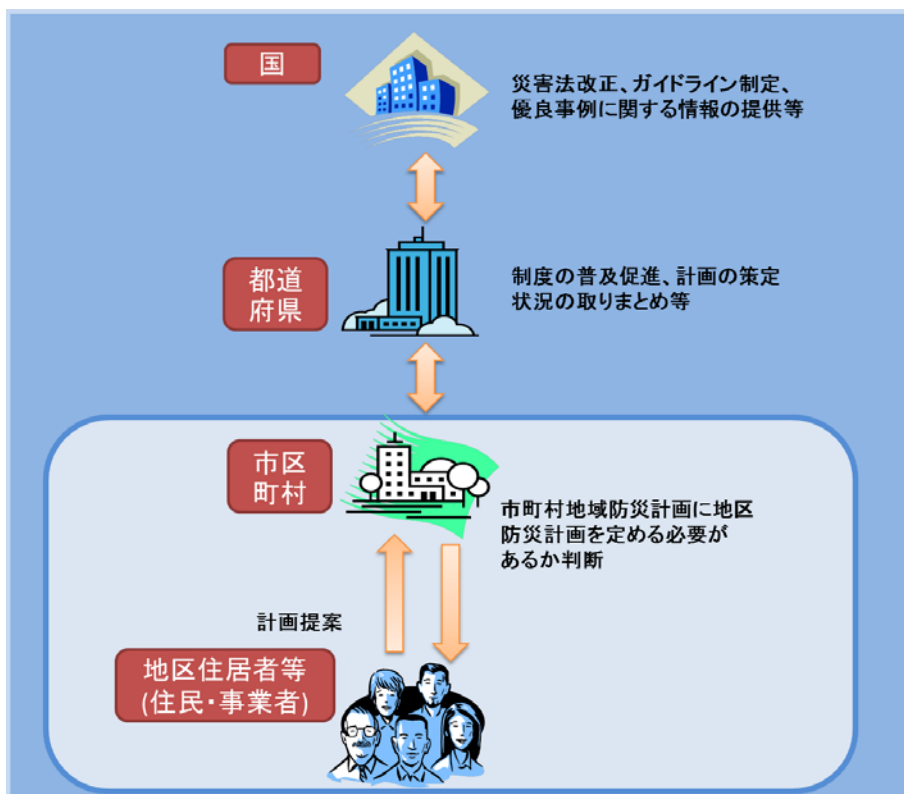 国
災害法改正、ガイドライン制定、
優良事例に関する情報の提供等
都道
府県
制度の普及促進、計画の策定
状況の取りまとめ等
市区
町村
市町村地域防災計画に地区
防災計画を定める必要が
あるか判断
計画提案
地区住居者等
(住民・事業者)